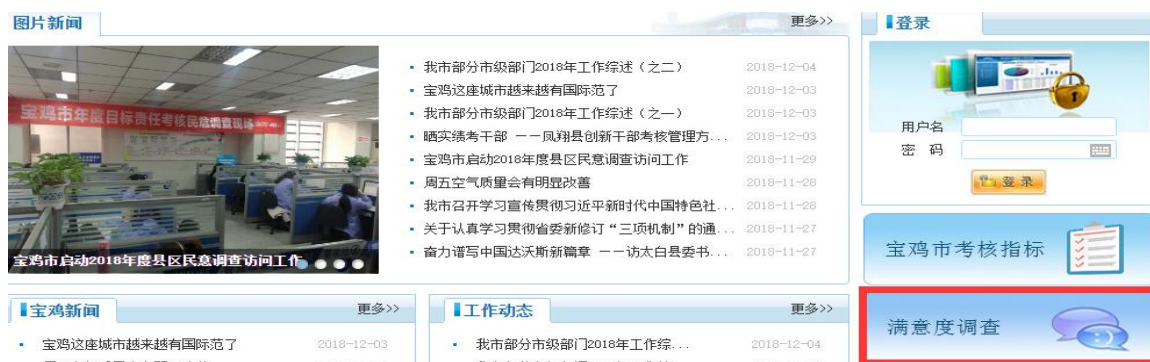 图片新闻
更多>>
宝鸡市年度目标责任考核民意调查现场
宝鸡市启动2018年度县区民意调查访问工作
我市部分市级部门2018年工作综述（之二） 2018-12-04
宝鸡这座城市越来越有国际范了 2018-12-03
我市部分市级部门2018年工作综述（之一） 2018-12-03
晒实绩考干部 ——凤翔县创新干部考核管理方... 2018-12-03
宝鸡市启动2018年度县区民意调查访问工作 2018-11-29
周五空气质量会有明显改善 2018-11-28
我市召开学习宣传贯彻习近平新时代中国特色社... 2018-11-28
关于认真学习贯彻省委新修订“三项机制”的通... 2018-11-27
奋力谱写中国达沃斯新篇章 ——访太白县委书... 2018-11-27
登录
用户名
密 码
登录
宝鸡市考核指标
满意度调查
宝鸡新闻
更多>>
宝鸡这座城市越来越有国际范了 2018-12-03
工作动态
更多>>
我市部分市级部门2018年工作综... 2018-12-04